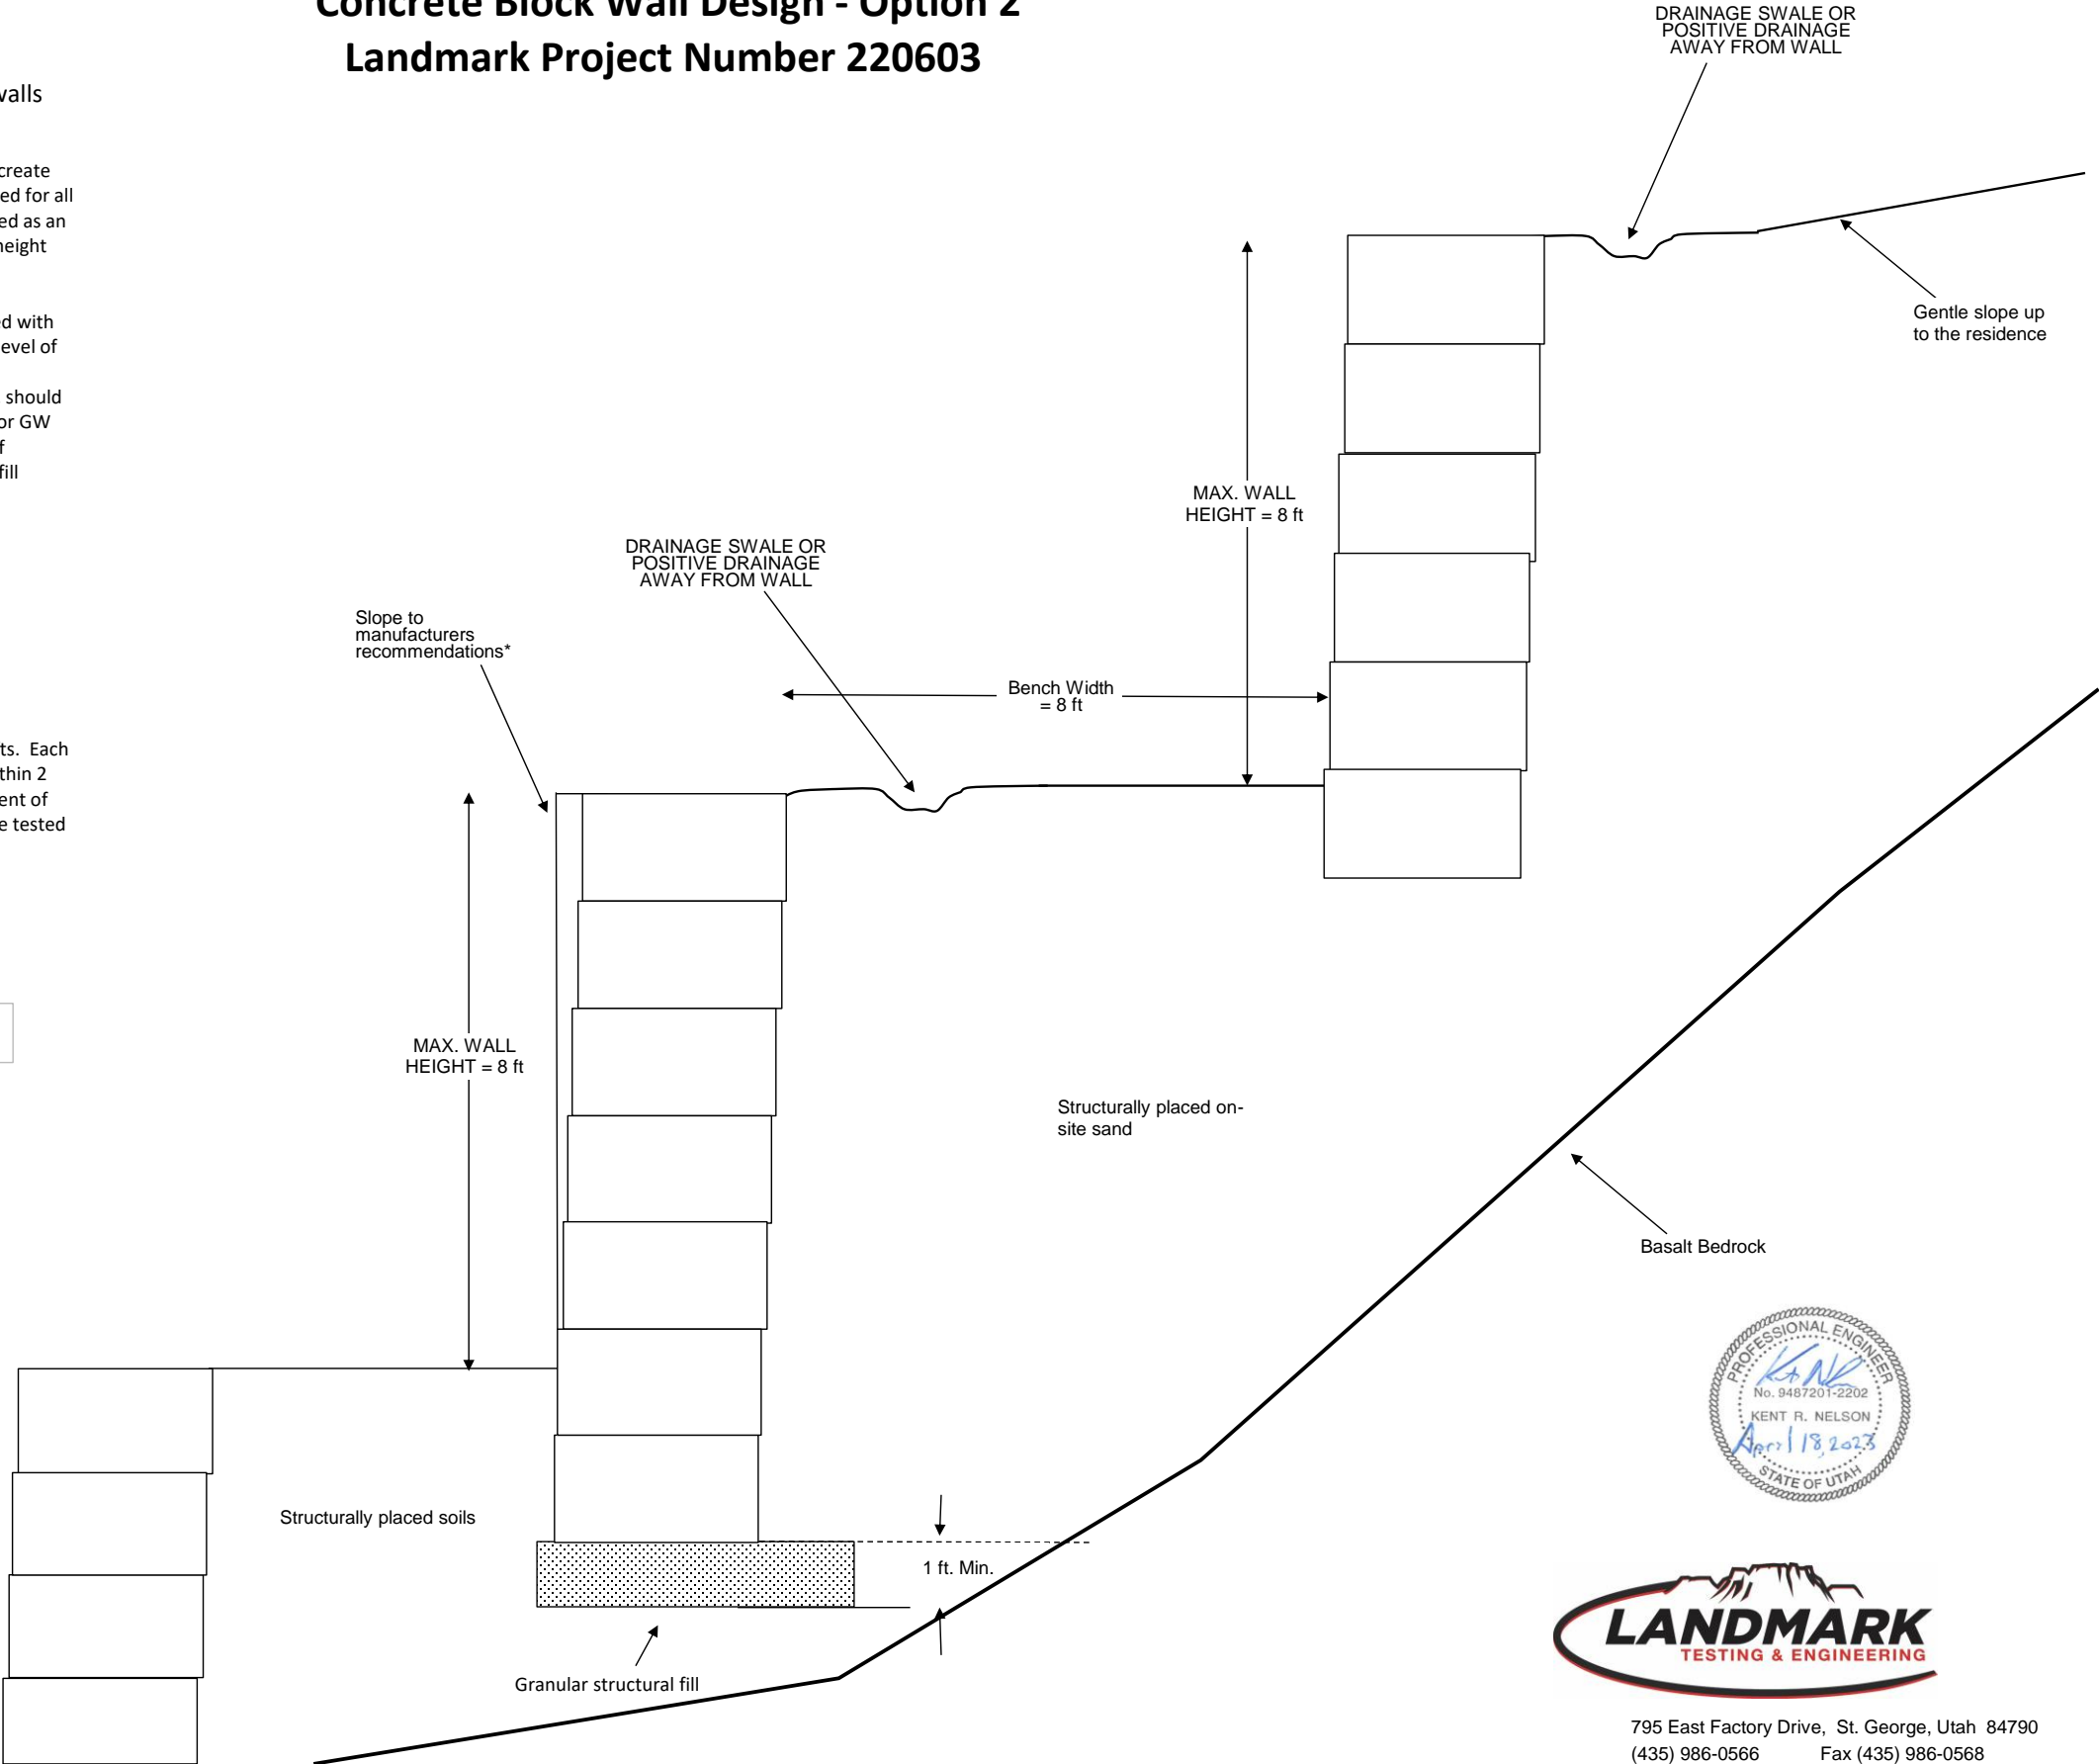 Concrete Block Wall Design - Option 2
Landmark Project Number 220603
DRAINAGE SWALE OR
POSITIVE DRAINAGE
AWAY FROM WALL
walls
create
ed for all
ed as an
height
ed with
level of
should
or GW
f
fill
Gentle slope up
to the residence
MAX. WALL
HEIGHT = 8 ft
DRAINAGE SWALE OR
POSITIVE DRAINAGE
AWAY FROM WALL
Slope to
manufacturers
recommendations*
Bench Width
= 8 ft
ts. Each
thin 2
ent of
e tested
MAX. WALL
HEIGHT = 8 ft
Structurally placed on-
site sand
Basalt Bedrock
PROFESSIONAL ENGINEER
No. 9487201-2202
KENT R. NELSON
April 18, 2023
STATE OF UTAH
Structurally placed soils
1 ft. Min.
Granular structural fill
LANDMARK
TESTING & ENGINEERING
795 East Factory Drive, St. George, Utah 84790
(435) 986-0566 Fax (435) 986-0568